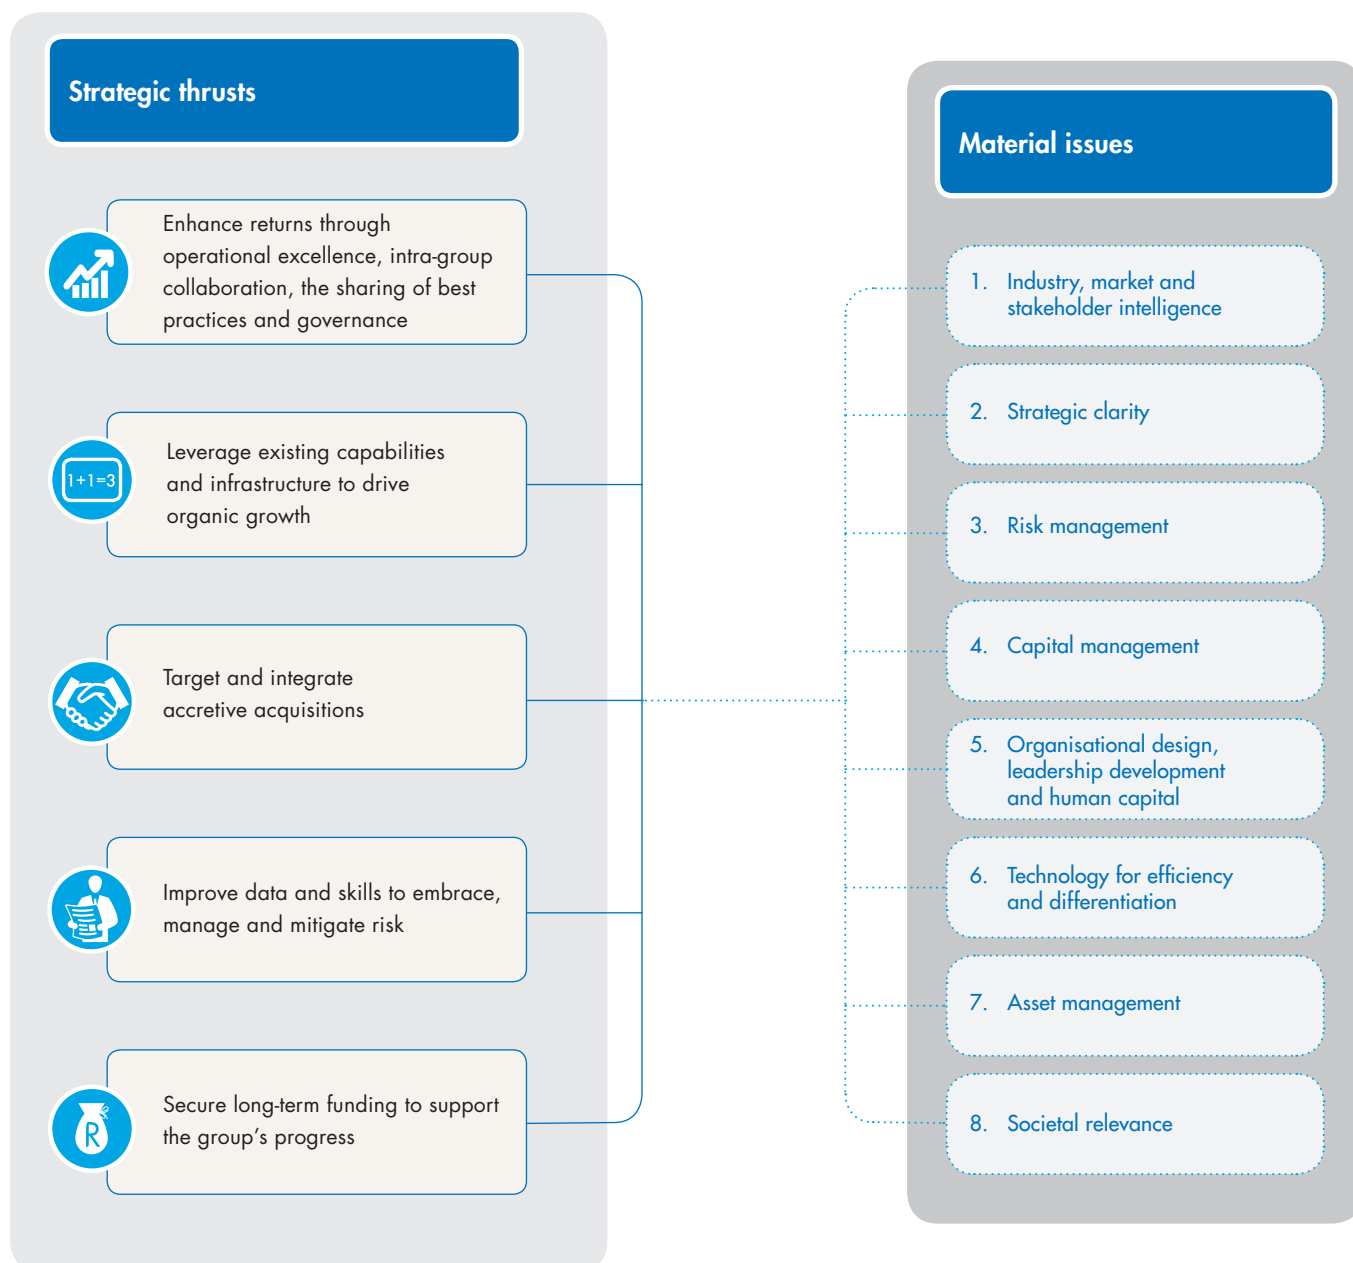 Strategic thrusts
Enhance returns through
operational excellence, intra-group
collaboration, the sharing of best
practices and governance
1+1=3
Leverage existing capabilities
and infrastructure to drive
organic growth
Target and integrate
accretive acquisitions
Improve data and skills to embrace,
manage and mitigate risk
R
Secure long-term funding to support
the group’s progress
Material issues
1. Industry, market and
stakeholder intelligence
2. Strategic clarity
3. Risk management
4. Capital management
5. Organisational design,
leadership development
and human capital
6. Technology for efficiency
and differentiation
7. Asset management
8. Societal relevance